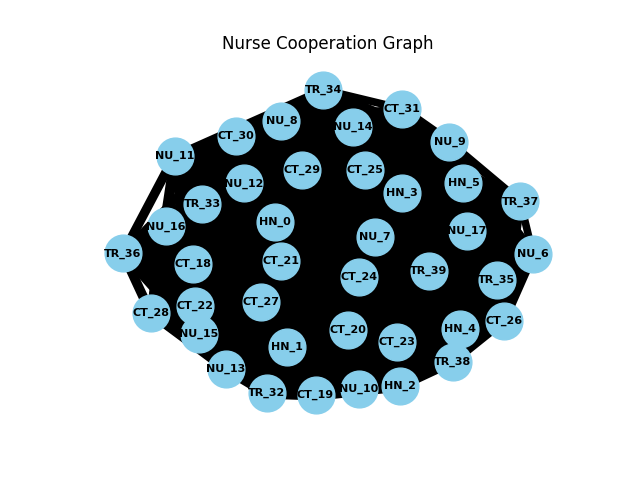 Nurse Cooperation Graph
TR_34
CT_31
NU_8
NU_14
CT_30
NU_9
NU_11
CT_29
CT_25
NU_12
HN_5
HN_3
TR_33
TR_37
HN_0
NU_16
NU_17
NU_7
TR_36
NU_6
CT_21
CT_18
TR_39
CT_24
TR_35
CT_27
CT_22
CT_28
CT_26
HN_4
CT_20
NU_15
CT_23
HN_1
TR_38
NU_13
HN_2
NU_10
TR_32
CT_19